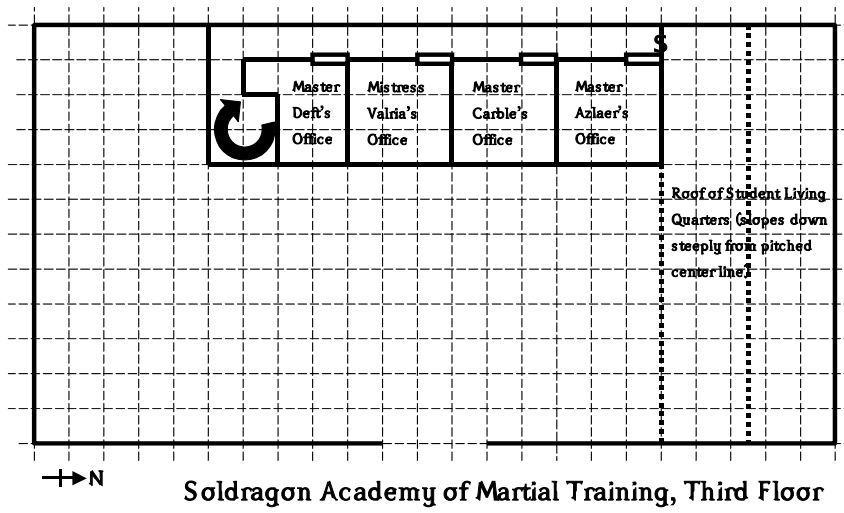 S
Master
Deft's
Office
Mistress
Valria's
Office
Master
Carble's
Office
Master
Azlaer's
Office
Roof of Student Living
Quarters (slopes down
steeply from pitched
center line)
N
Soldragon Academy of Martial Training, Third Floor